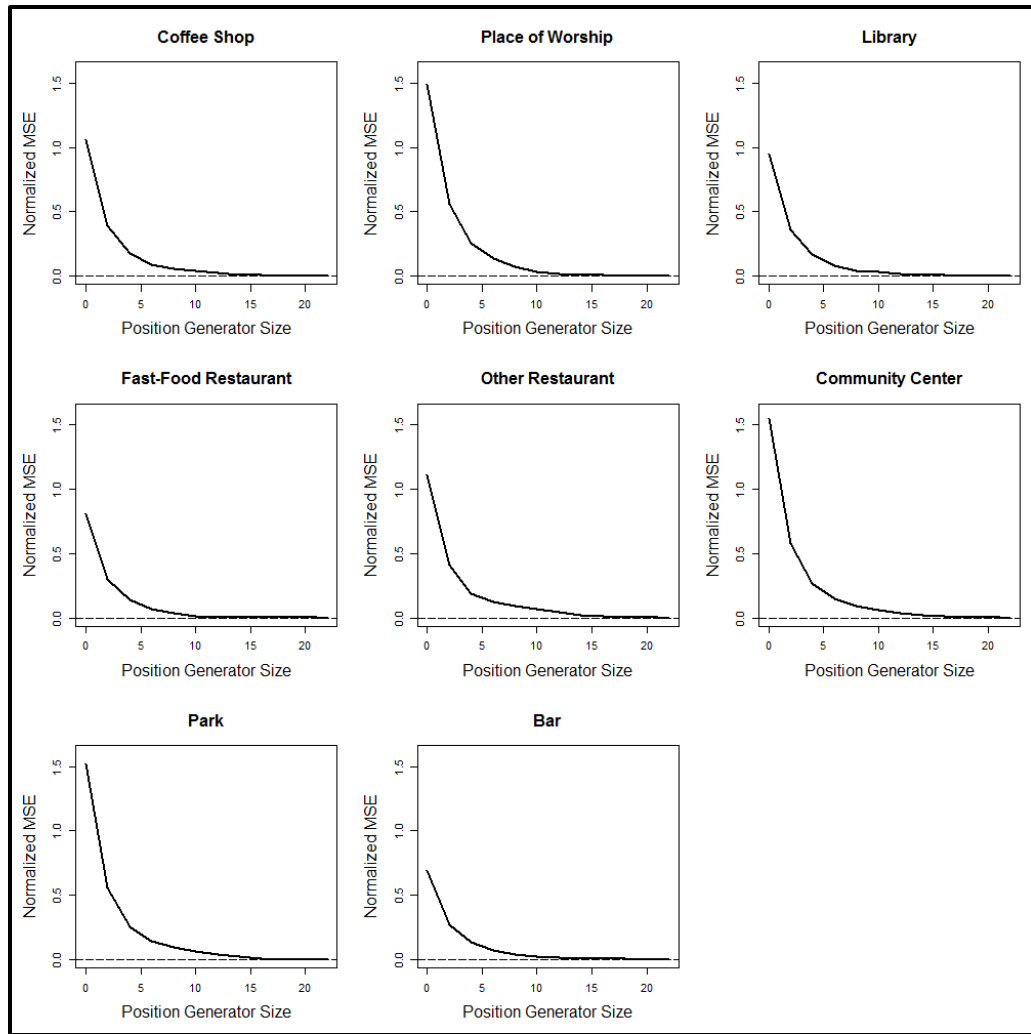 Coffee Shop
Normalized MSE
1.5
1.0
0.5
0.0
0 5 10 15 20
Position Generator Size
Place of Worship
Normalized MSE
1.5
1.0
0.5
0.0
0 5 10 15 20
Position Generator Size
Library
Normalized MSE
1.5
1.0
0.5
0.0
0 5 10 15 20
Position Generator Size
Fast-Food Restaurant
Normalized MSE
1.5
1.0
0.5
0.0
0 5 10 15 20
Position Generator Size
Other Restaurant
Normalized MSE
1.5
1.0
0.5
0.0
0 5 10 15 20
Position Generator Size
Community Center
Normalized MSE
1.5
1.0
0.5
0.0
0 5 10 15 20
Position Generator Size
Park
Normalized MSE
1.5
1.0
0.5
0.0
0 5 10 15 20
Position Generator Size
Bar
Normalized MSE
1.5
1.0
0.5
0.0
0 5 10 15 20
Position Generator Size